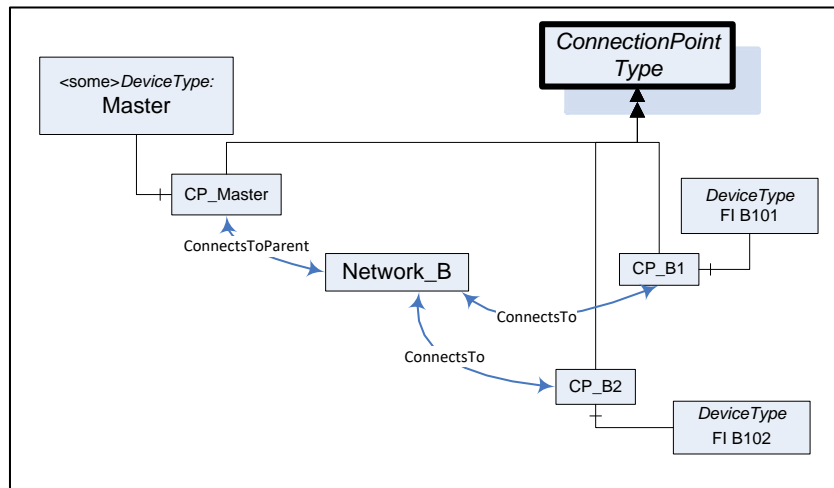 ConnectionPoint
Type
<some>DeviceType:
Master
CP_Master
DeviceType
FI B101
ConnectsToParent
Network_B
CP_B1
ConnectsTo
ConnectsTo
CP_B2
DeviceType
FI B102